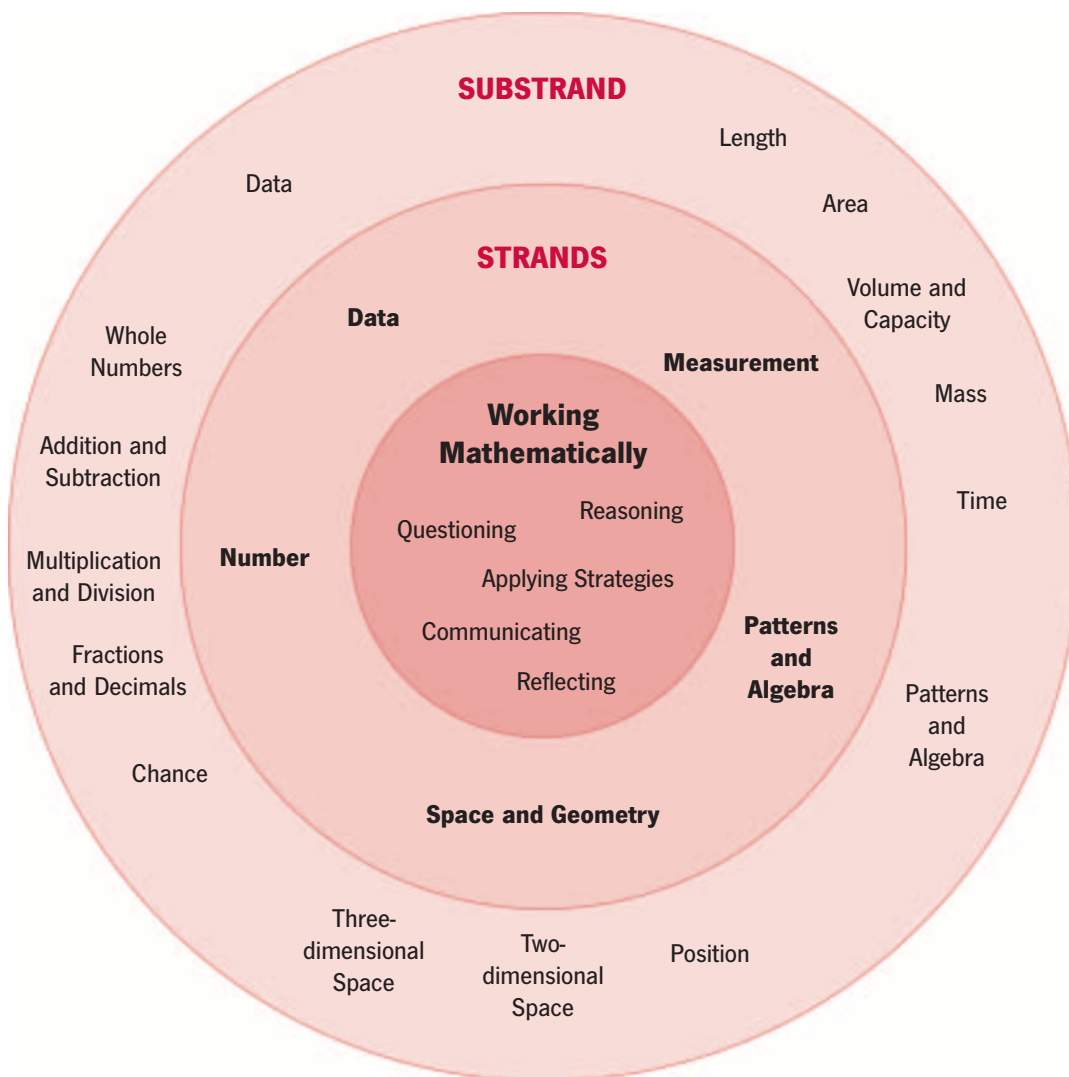 SUBSTRAND
Length
Data
Area
STRANDS
Volume and
Capacity
Data
Whole
Numbers
Measurement
Mass
Working
Mathematically
Addition and
Subtraction
Time
Reasoning
Questioning
Number
Multiplication
and Division
Applying Strategies
Communicating
Patterns
and
Algebra
Fractions
and Decimals
Reflecting
Patterns
and
Algebra
Chance
Space and Geometry
Three-
dimensional
Space
Two-
dimensional
Space
Position